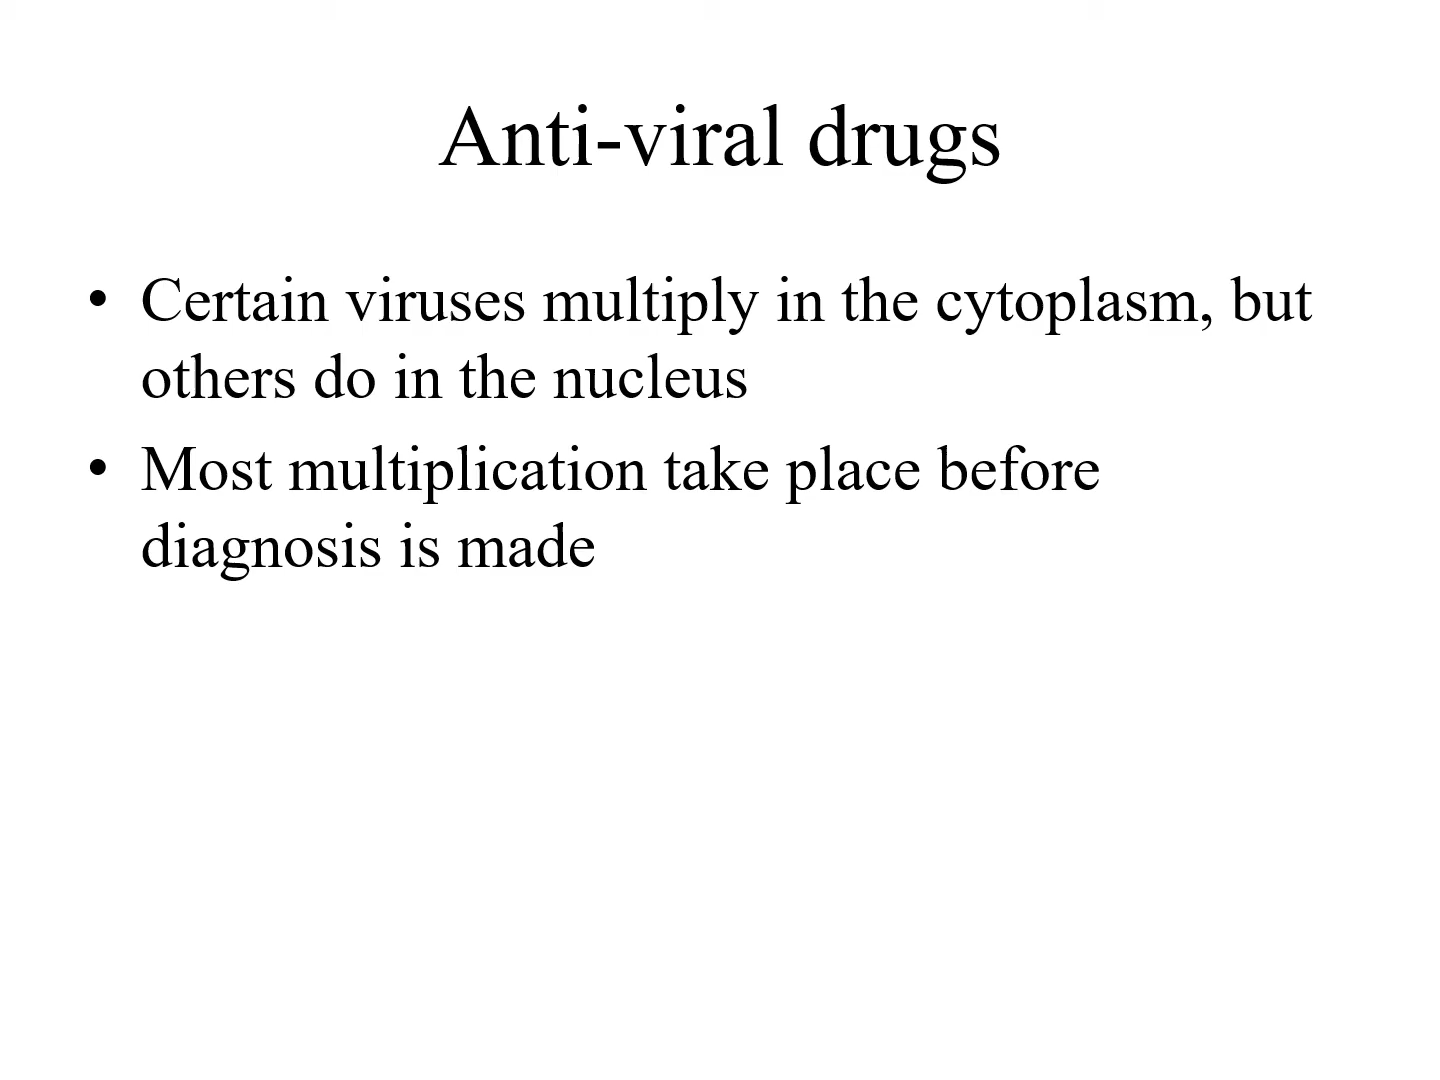 Anti-viral drugs
• Certain viruses multiply in the cytoplasm, but
others do in the nucleus
• Most multiplication take place before
diagnosis is made